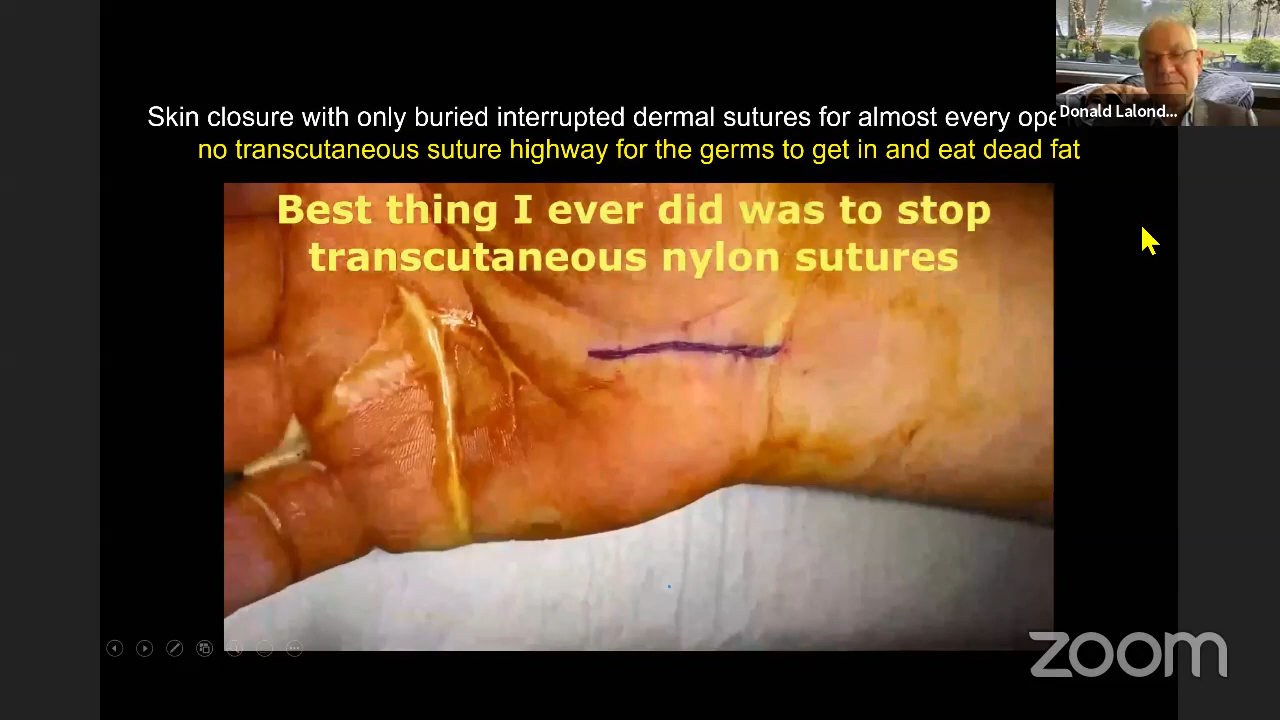 Skin closure with only buried interrupted dermal sutures for almost every ope
Donald Lalond...
no transcutaneous suture highway for the germs to get in and eat dead fat
Best thing I ever did was to stop
transcutaneous nylon sutures
zoom